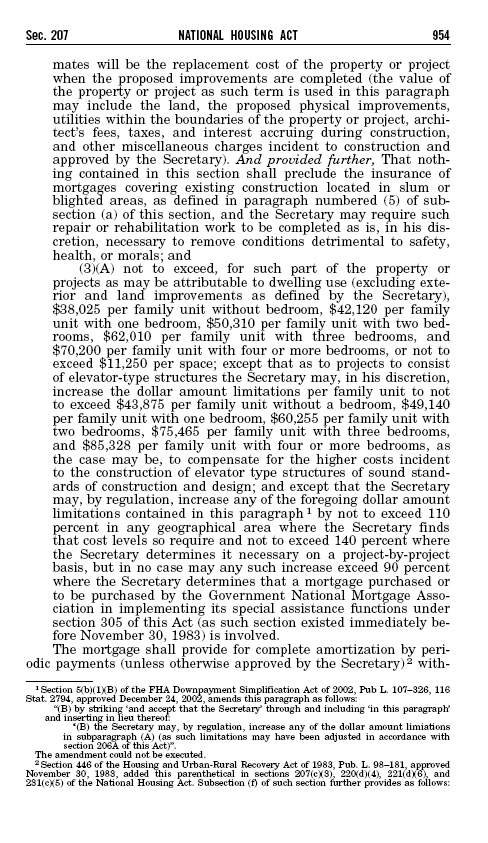 Sec. 207 NATIONAL HOUSING ACT 954
mates will be the replacement cost of the property or project
when the proposed improvements are completed (the value of
the property or project as such term is used in this paragraph
may include the land, the proposed physical improvements,
utilities within the boundaries of the property or project, archi-
tect's fees, taxes, and interest accruing during construction,
and other miscellaneous charges incident to construction and
approved by the Secretary). And provided further, That noth-
ing contained in this section shall preclude the insurance of
mortgages covering existing construction located in slum or
blighted areas, as defined in paragraph numbered (5) of sub-
section (a) of this section, and the Secretary may require such
repair or rehabilitation work to be completed as is, in his dis-
cretion, necessary to remove conditions detrimental to safety,
health, or morals; and
(3)(A) not to exceed, for such part of the property or
projects as may be attributable to dwelling use (excluding exte-
rior and land improvements as defined by the Secretary),
$38,025 per family unit without bedroom, $42,120 per family
unit with one bedroom, $50,310 per family unit with two bed-
rooms, $62,010 per family unit with three bedrooms, and
$70,200 per family unit with four or more bedrooms, or not to
exceed $11,250 per space; except that as to projects to consist
of elevator-type structures the Secretary may, in his discretion,
increase the dollar amount limitations per family unit to not
to exceed $43,875 per family unit without a bedroom, $49,140
per family unit with one bedroom, $60,255 per family unit with
two bedrooms, $75,465 per family unit with three bedrooms,
and $85,328 per family unit with four or more bedrooms, as
the case may be, to compensate for the higher costs incident
to the construction of elevator type structures of sound stand-
ards of construction and design; and except that the Secretary
may, by regulation, increase any of the foregoing dollar amount
limitations contained in this paragraph 1 by not to exceed 110
percent in any geographical area where the Secretary finds
that cost levels so require and not to exceed 140 percent where
the Secretary determines it necessary on a project-by-project
basis, but in no case may any such increase exceed 90 percent
where the Secretary determines that a mortgage purchased or
to be purchased by the Government National Mortgage Asso-
ciation in implementing its special assistance functions under
section 305 of this Act (as such section existed immediately be-
fore November 30, 1983) is involved.
The mortgage shall provide for complete amortization by peri-
odic payments (unless otherwise approved by the Secretary) 2 with-
1 Section 5(b)(1)(B) of the FHA Downpayment Simplification Act of 2002, Pub L. 107–326, 116
Stat. 2794, approved December 24, 2002, amends this paragraph as follows:
"(B) by striking 'and accept that the Secretary' through and including 'in this paragraph'
and inserting in lieu thereof:
"(B) the Secretary may, by regulation, increase any of the dollar amount limiations
in subparagraph (A) (as such limitations may have been adjusted in accordance with
section 206A of this Act)".
The amendment could not be executed.
2 Section 446 of the Housing and Urban-Rural Recovery Act of 1983, Pub. L. 98–181, approved
November 30, 1983, added this parenthetical in sections 207(c)(3), 220(d)(4), 221(d)(6), and
231(c)(5) of the National Housing Act. Subsection (f) of such section further provides as follows: